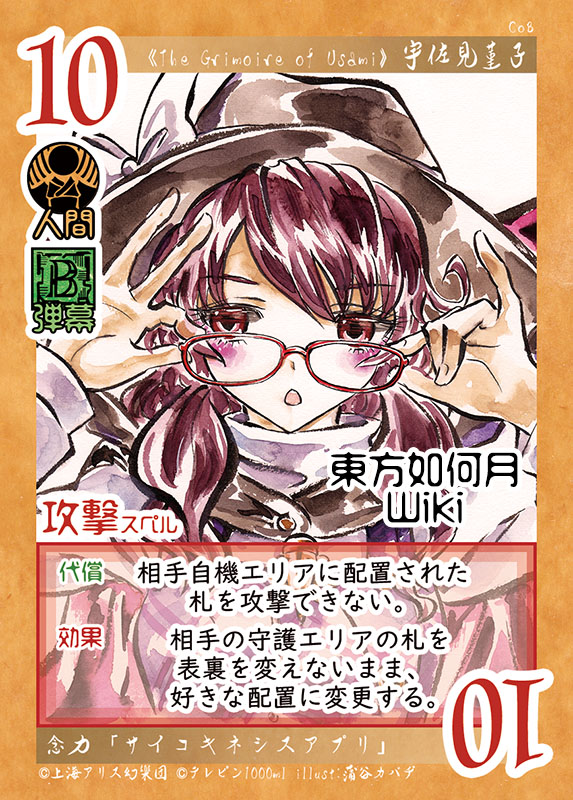 C08
10
《The Grimoire of Usami》 宇佐見菫子
人間
B
弾幕
東方如何月
Wiki
攻撃スペル
代償 相手自機エリアに配置された
札を攻撃できない。
効果 相手の守護エリアの札を
表裏を変えないまま、
好きな配置に変更する。
10
念力「サイコキネシスアプリ」
©上海アリス幻樂団 ©テレピン1000ml illust:蒲谷カバヂ